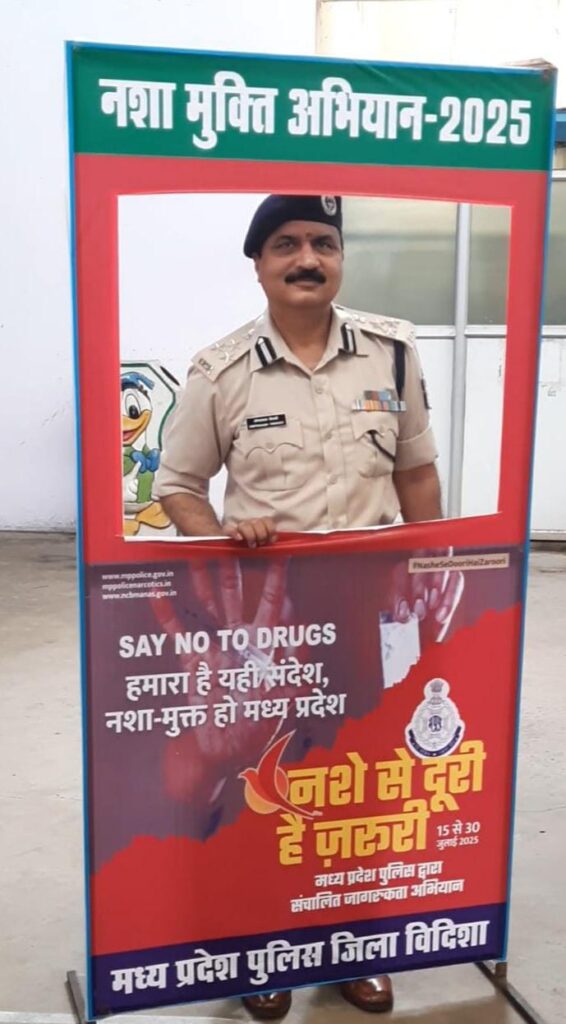 नशा मुक्ति अभियान-2025
www.mppolice.gov.in
mppolicenarcotics.in
www.ncbmanas.gov.in
#NasheSeDooriHaiZaroori
SAY NO TO DRUGS
हमारा है यही संदेश,
नशा-मुक्त हो मध्य प्रदेश
नशे से दूरी
है ज़रूरी
15 से 30
जुलाई 2025
मध्य प्रदेश पुलिस द्वारा
संचालित जागरुकता अभियान
मध्य प्रदेश पुलिस जिला विदिशा